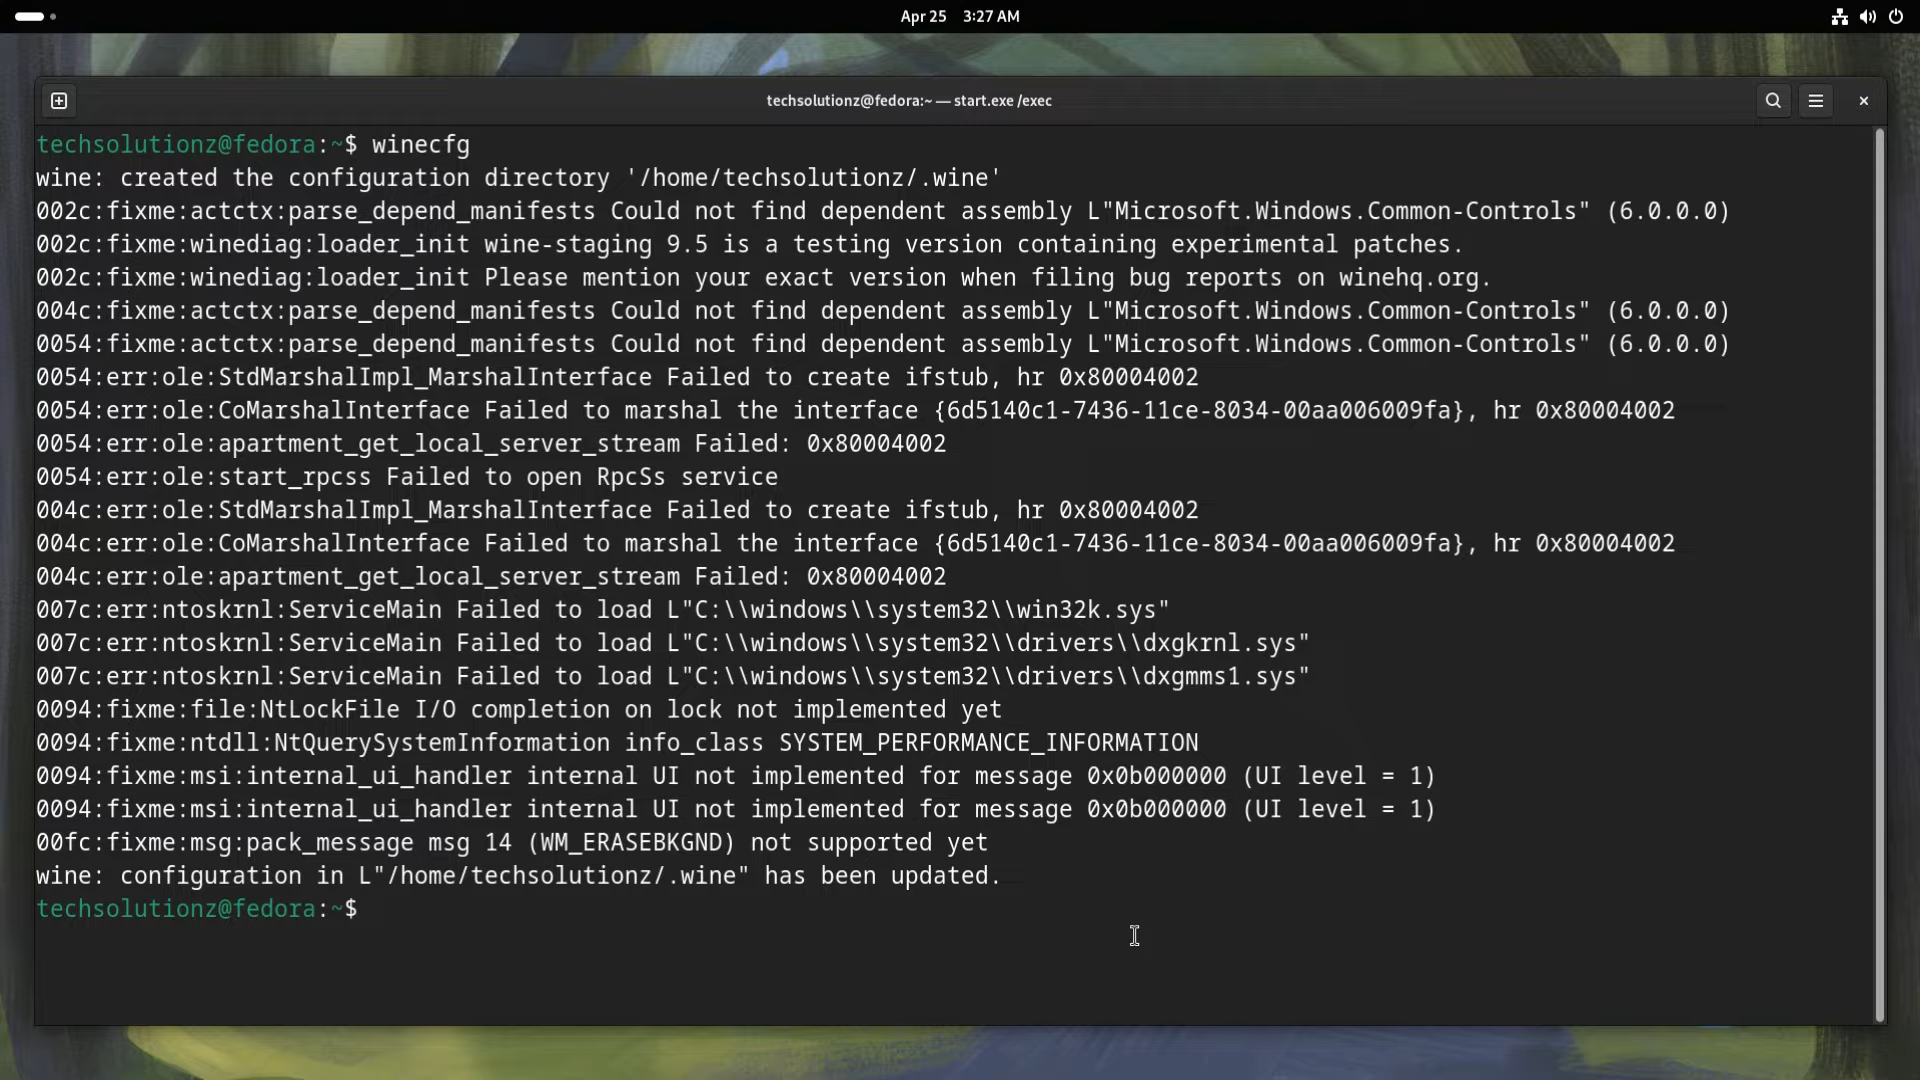 Apr 25 3:27 AM
techsolutionz@fedora:~ — start.exe /exec
techsolutionz@fedora:~$ winecfg
wine: created the configuration directory '/home/techsolutionz/.wine'
002c:fixme:actctx:parse_depend_manifests Could not find dependent assembly L"Microsoft.Windows.Common-Controls" (6.0.0.0)
002c:fixme:winediag:loader_init wine-staging 9.5 is a testing version containing experimental patches.
002c:fixme:winediag:loader_init Please mention your exact version when filing bug reports on winehq.org.
004c:fixme:actctx:parse_depend_manifests Could not find dependent assembly L"Microsoft.Windows.Common-Controls" (6.0.0.0)
0054:fixme:actctx:parse_depend_manifests Could not find dependent assembly L"Microsoft.Windows.Common-Controls" (6.0.0.0)
0054:err:ole:StdMarshalImpl_MarshalInterface Failed to create ifstub, hr 0x80004002
0054:err:ole:CoMarshalInterface Failed to marshal the interface {6d5140c1-7436-11ce-8034-00aa006009fa}, hr 0x80004002
0054:err:ole:apartment_get_local_server_stream Failed: 0x80004002
0054:err:ole:start_rpcss Failed to open RpcSs service
004c:err:ole:StdMarshalImpl_MarshalInterface Failed to create ifstub, hr 0x80004002
004c:err:ole:CoMarshalInterface Failed to marshal the interface {6d5140c1-7436-11ce-8034-00aa006009fa}, hr 0x80004002
004c:err:ole:apartment_get_local_server_stream Failed: 0x80004002
007c:err:ntoskrnl:ServiceMain Failed to load L"C:\\windows\\system32\\win32k.sys"
007c:err:ntoskrnl:ServiceMain Failed to load L"C:\\windows\\system32\\drivers\\dxgkrnl.sys"
007c:err:ntoskrnl:ServiceMain Failed to load L"C:\\windows\\system32\\drivers\\dxgmms1.sys"
0094:fixme:file:NtLockFile I/O completion on lock not implemented yet
0094:fixme:ntdll:NtQuerySystemInformation info_class SYSTEM_PERFORMANCE_INFORMATION
0094:fixme:msi:internal_ui_handler internal UI not implemented for message 0x0b000000 (UI level = 1)
0094:fixme:msi:internal_ui_handler internal UI not implemented for message 0x0b000000 (UI level = 1)
00fc:fixme:msg:pack_message msg 14 (WM_ERASEBKGND) not supported yet
wine: configuration in L"/home/techsolutionz/.wine" has been updated.
techsolutionz@fedora:~$